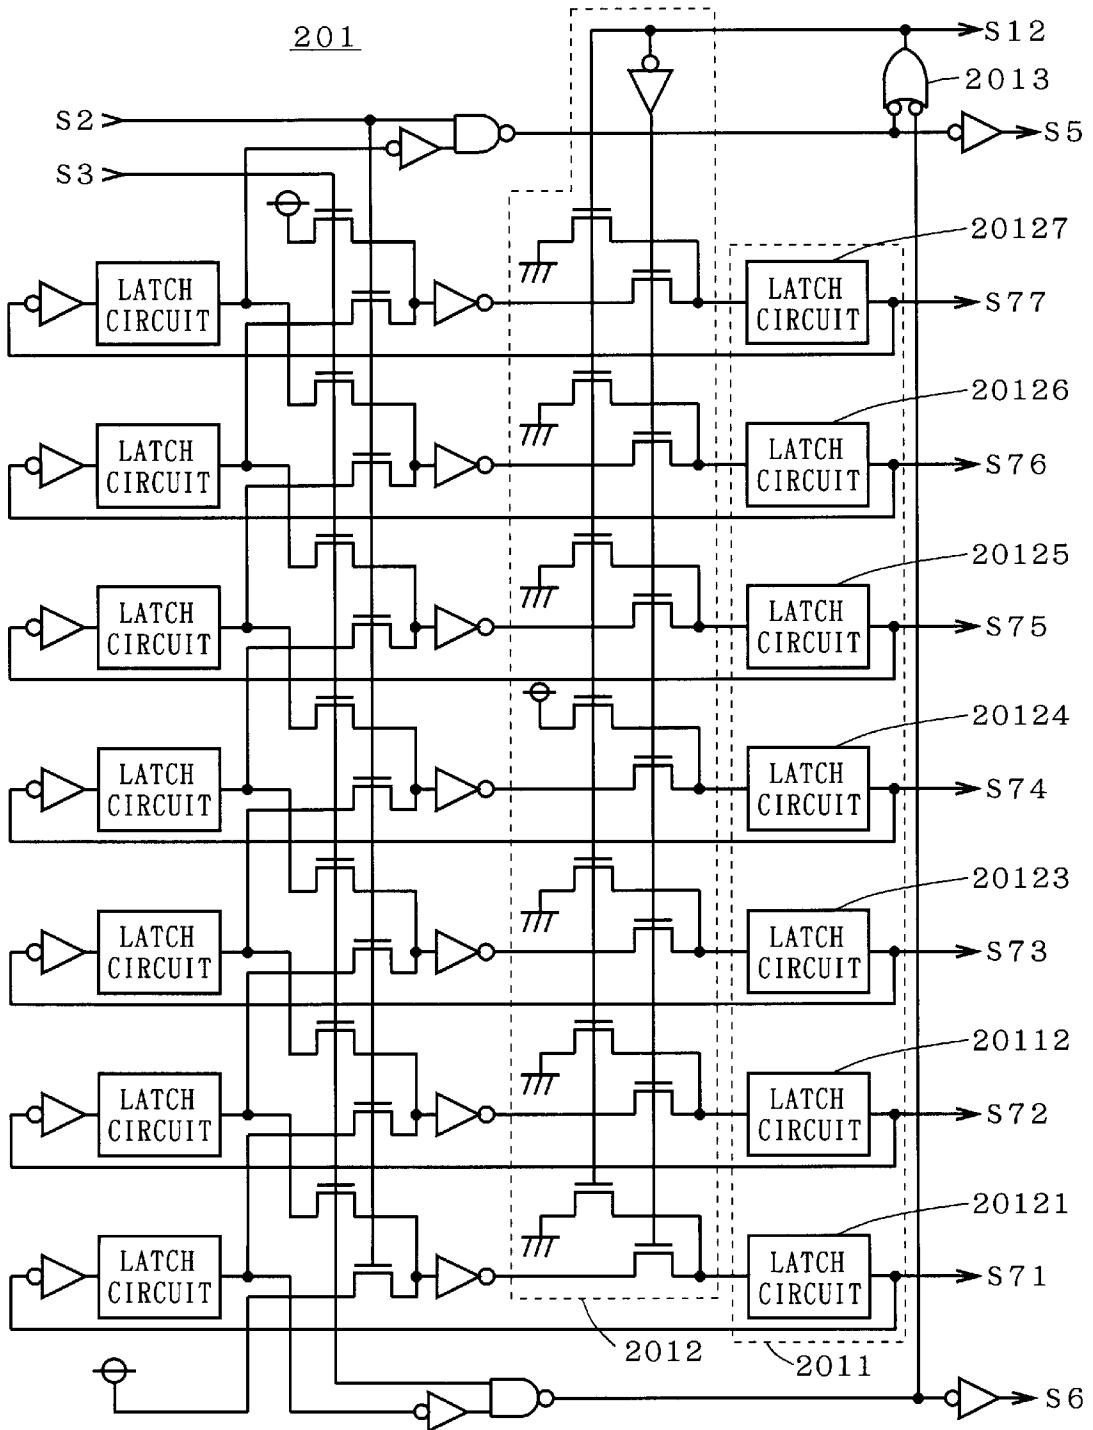 201
S12
2013
S2
S5
S3
20127
LATCH CIRCUIT
LATCH CIRCUIT
S77
20126
LATCH CIRCUIT
LATCH CIRCUIT
S76
20125
LATCH CIRCUIT
LATCH CIRCUIT
S75
20124
LATCH CIRCUIT
LATCH CIRCUIT
S74
20123
LATCH CIRCUIT
LATCH CIRCUIT
S73
20112
LATCH CIRCUIT
LATCH CIRCUIT
S72
20121
LATCH CIRCUIT
LATCH CIRCUIT
S71
2012
2011
S6